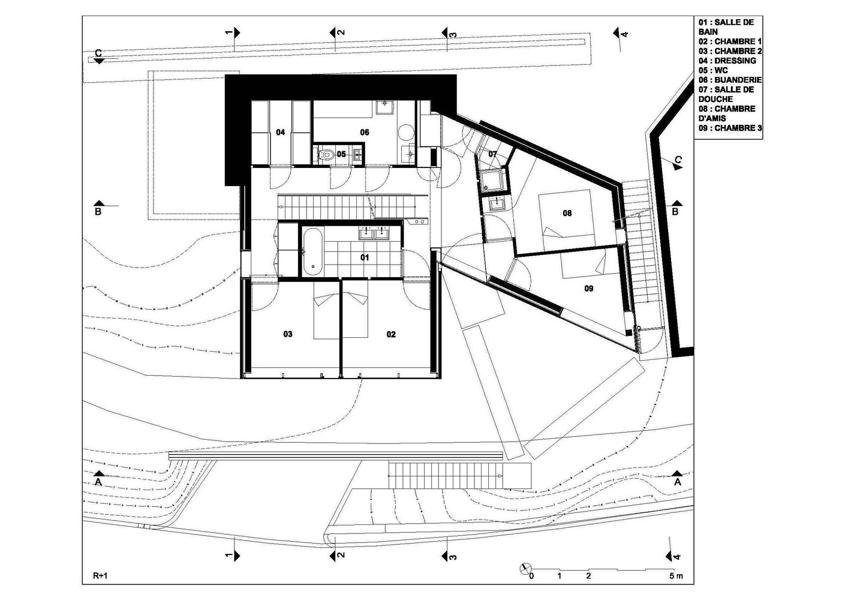 1
2
3
4
01 : SALLE DE
BAIN
02 : CHAMBRE 1
03 : CHAMBRE 2
04 : DRESSING
05 : WC
06 : BUANDERIE
07 : SALLE DE
DOUCHE
08 : CHAMBRE
D'AMIS
09 : CHAMBRE 3
C
04
06
05
07
C
B
08
B
01
09
03
02
A
A
1
2
3
4
R+1
0 1 2 5 m